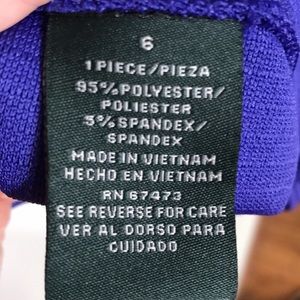 6
1 PIECE/PIEZA
95% POLYESTER/
POLIESTER
5% SPANDEX/
SPANDEX
MADE IN VIETNAM
HECHO EN VIETNAM
RN 67473
SEE REVERSE FOR CARE
VER AL DORSO PARA
CUIDADO